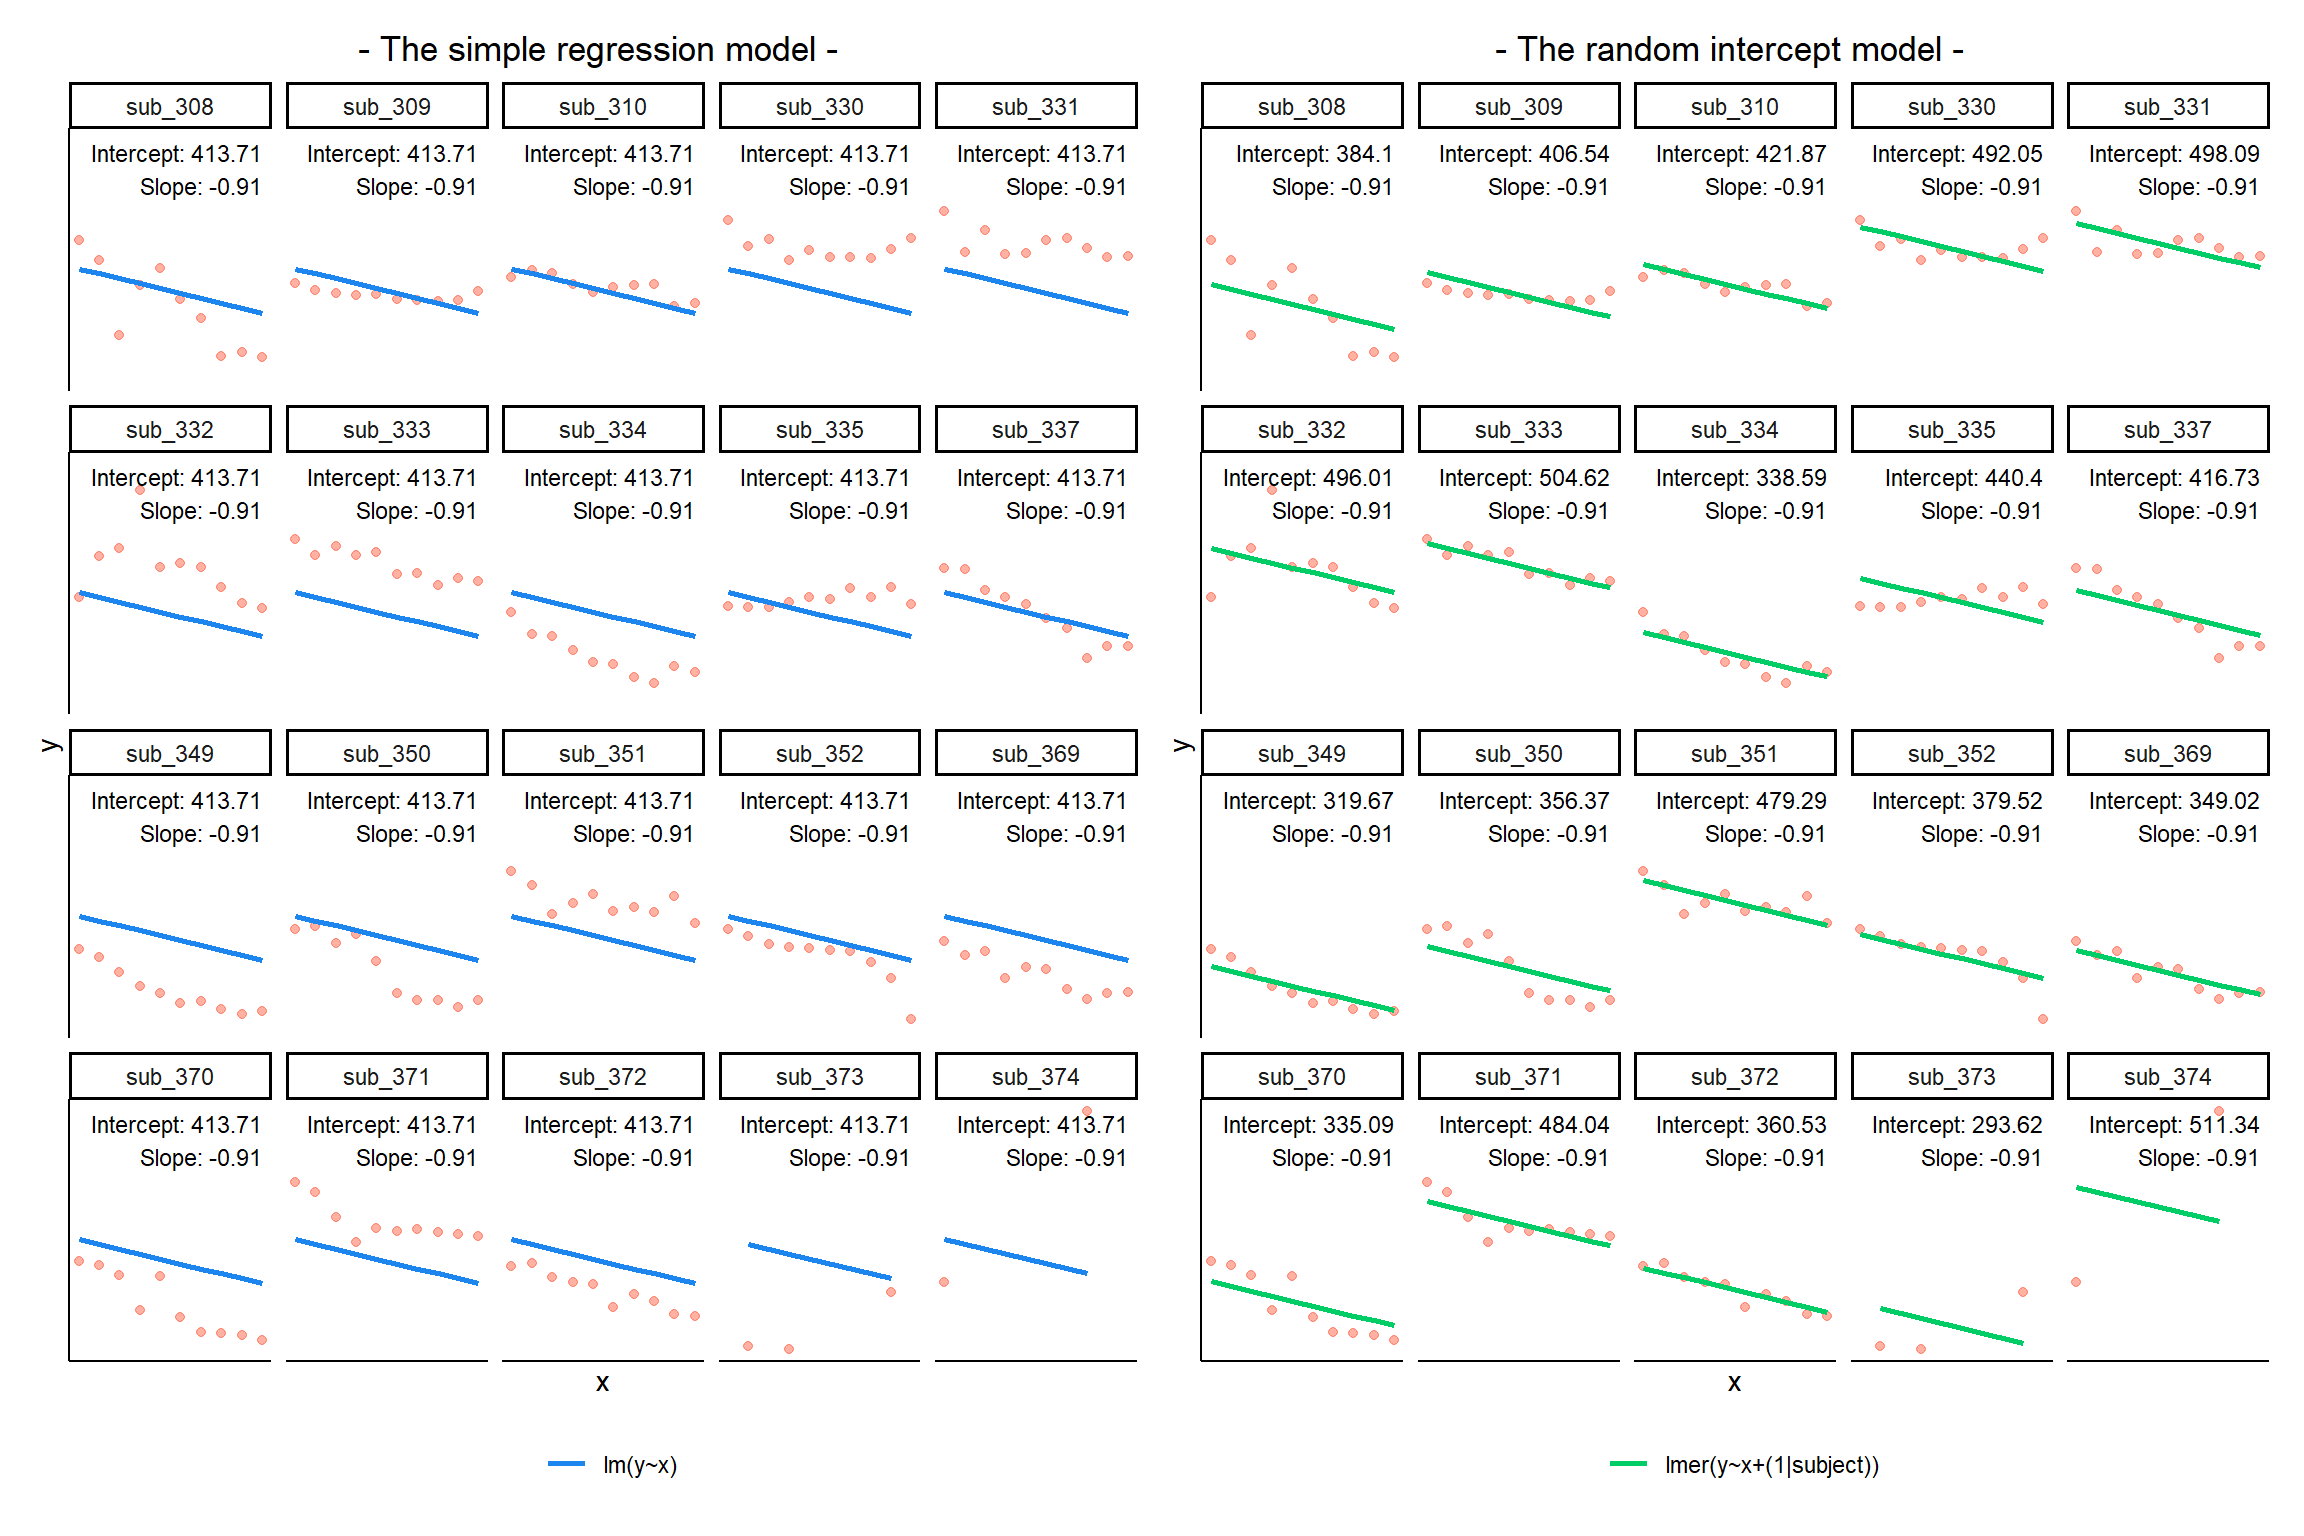 - The simple regression model -
sub_308 sub_309 sub_310 sub_330 sub_331
Intercept: 413.71 Intercept: 413.71 Intercept: 413.71 Intercept: 413.71 Intercept: 413.71
Slope: -0.91 Slope: -0.91 Slope: -0.91 Slope: -0.91 Slope: -0.91
sub_332 sub_333 sub_334 sub_335 sub_337
Intercept: 413.71 Intercept: 413.71 Intercept: 413.71 Intercept: 413.71 Intercept: 413.71
Slope: -0.91 Slope: -0.91 Slope: -0.91 Slope: -0.91 Slope: -0.91
y
sub_349 sub_350 sub_351 sub_352 sub_369
Intercept: 413.71 Intercept: 413.71 Intercept: 413.71 Intercept: 413.71 Intercept: 413.71
Slope: -0.91 Slope: -0.91 Slope: -0.91 Slope: -0.91 Slope: -0.91
sub_370 sub_371 sub_372 sub_373 sub_374
Intercept: 413.71 Intercept: 413.71 Intercept: 413.71 Intercept: 413.71 Intercept: 413.71
Slope: -0.91 Slope: -0.91 Slope: -0.91 Slope: -0.91 Slope: -0.91
x
lm(y~x)
- The random intercept model -
sub_308 sub_309 sub_310 sub_330 sub_331
Intercept: 384.1 Intercept: 406.54 Intercept: 421.87 Intercept: 492.05 Intercept: 498.09
Slope: -0.91 Slope: -0.91 Slope: -0.91 Slope: -0.91 Slope: -0.91
sub_332 sub_333 sub_334 sub_335 sub_337
Intercept: 496.01 Intercept: 504.62 Intercept: 338.59 Intercept: 440.4 Intercept: 416.73
Slope: -0.91 Slope: -0.91 Slope: -0.91 Slope: -0.91 Slope: -0.91
y
sub_349 sub_350 sub_351 sub_352 sub_369
Intercept: 319.67 Intercept: 356.37 Intercept: 479.29 Intercept: 379.52 Intercept: 349.02
Slope: -0.91 Slope: -0.91 Slope: -0.91 Slope: -0.91 Slope: -0.91
sub_370 sub_371 sub_372 sub_373 sub_374
Intercept: 335.09 Intercept: 484.04 Intercept: 360.53 Intercept: 293.62 Intercept: 511.34
Slope: -0.91 Slope: -0.91 Slope: -0.91 Slope: -0.91 Slope: -0.91
x
lmer(y~x+(1|subject))